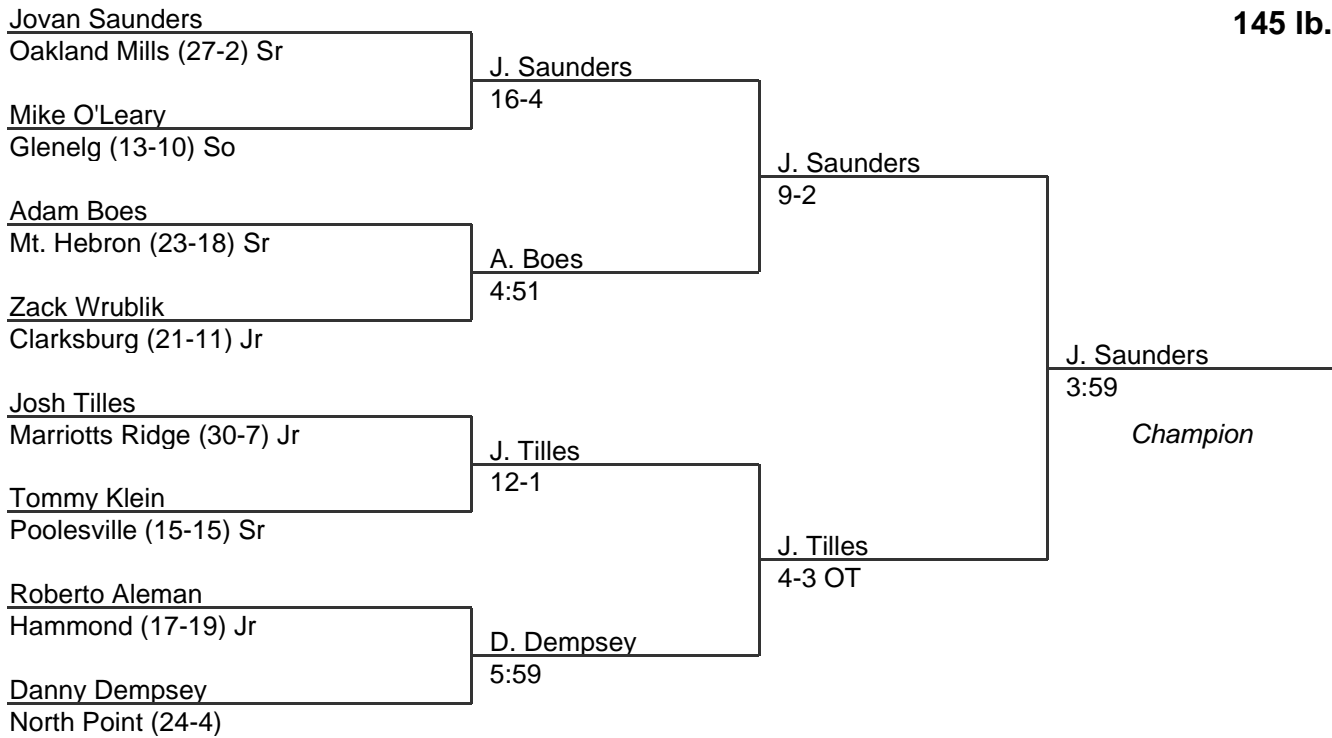 145 lb.
Jovan Saunders
Oakland Mills (27-2) Sr
J. Saunders
16-4
Mike O'Leary
Glenelg (13-10) So
J. Saunders
9-2
Adam Boes
Mt. Hebron (23-18) Sr
A. Boes
4:51
Zack Wrublik
Clarksburg (21-11) Jr
J. Saunders
3:59
Champion
Josh Tilles
Marriotts Ridge (30-7) Jr
J. Tilles
12-1
Tommy Klein
Poolesville (15-15) Sr
J. Tilles
4-3 OT
Roberto Aleman
Hammond (17-19) Jr
D. Dempsey
5:59
Danny Dempsey
North Point (24-4)